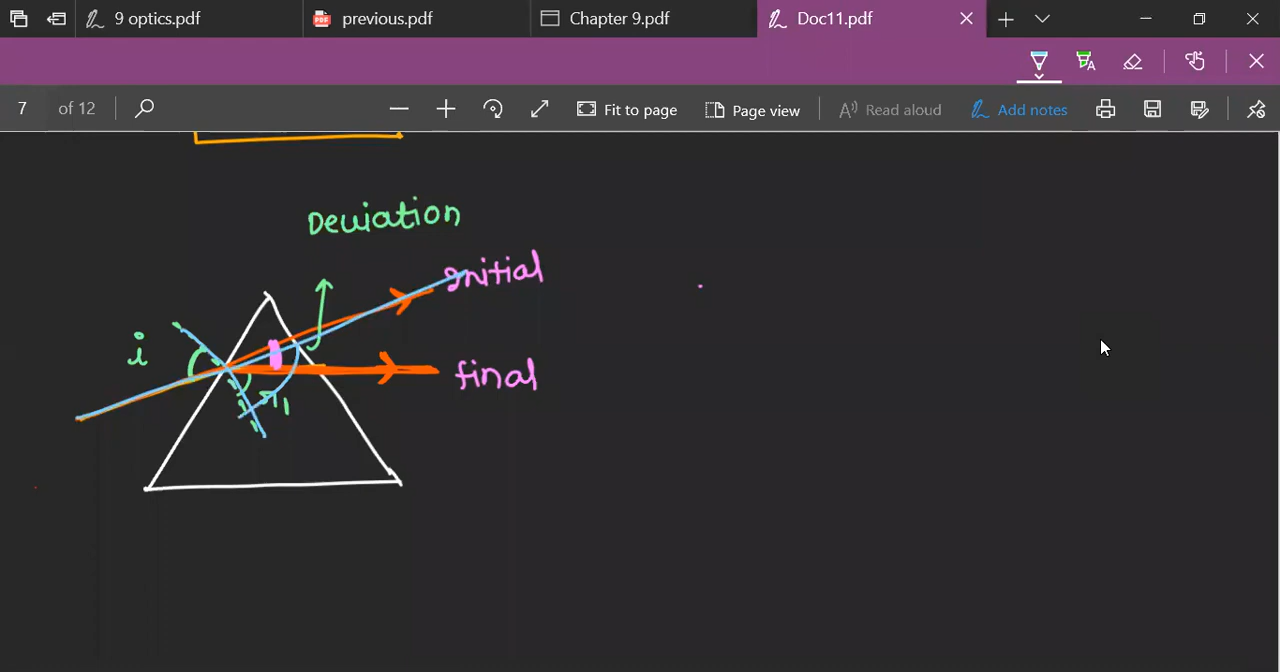 9 optics.pdf
previous.pdf
Chapter 9.pdf
Doc11.pdf
7 of 12
Fit to page
Page view
Read aloud
Add notes
Deviation
initial
i
final
r1